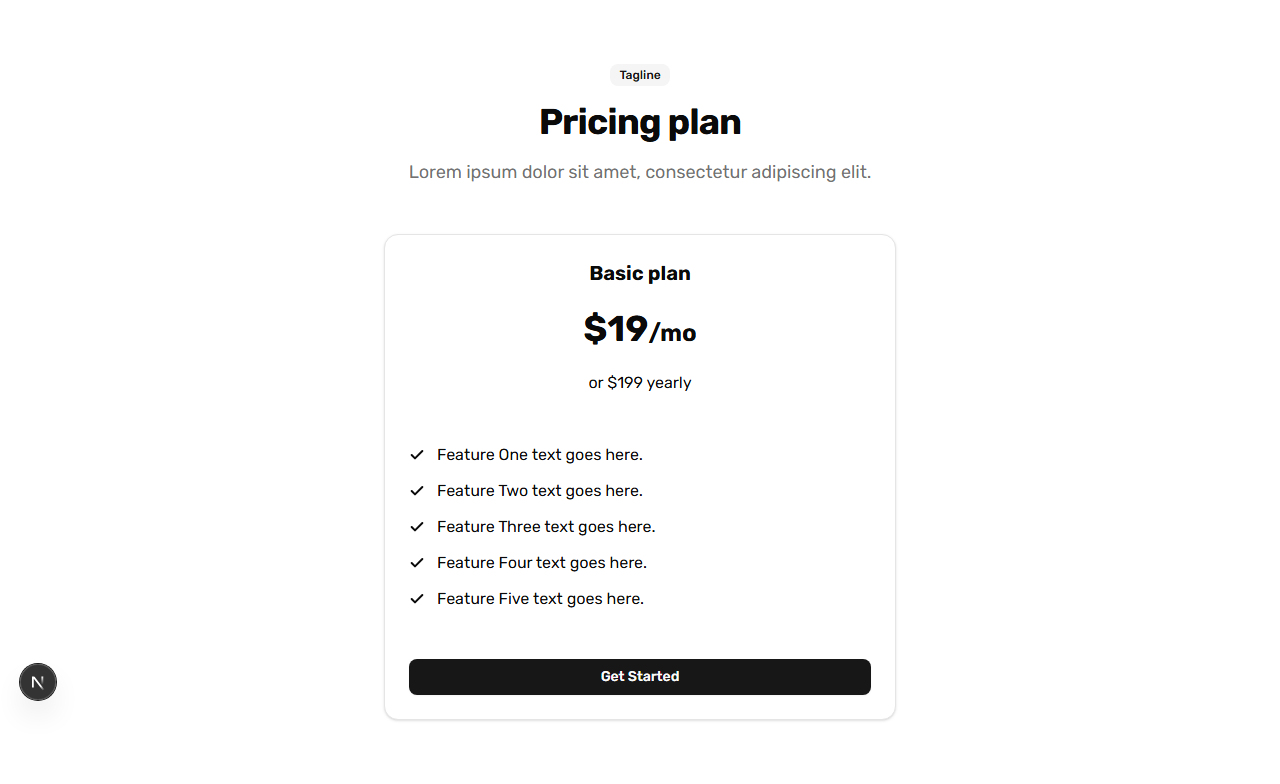 Tagline
Pricing plan
Lorem ipsum dolor sit amet, consectetur adipiscing elit.
Basic plan
$19/mo
or $199 yearly
Feature One text goes here.
Feature Two text goes here.
Feature Three text goes here.
Feature Four text goes here.
Feature Five text goes here.
Get Started
N